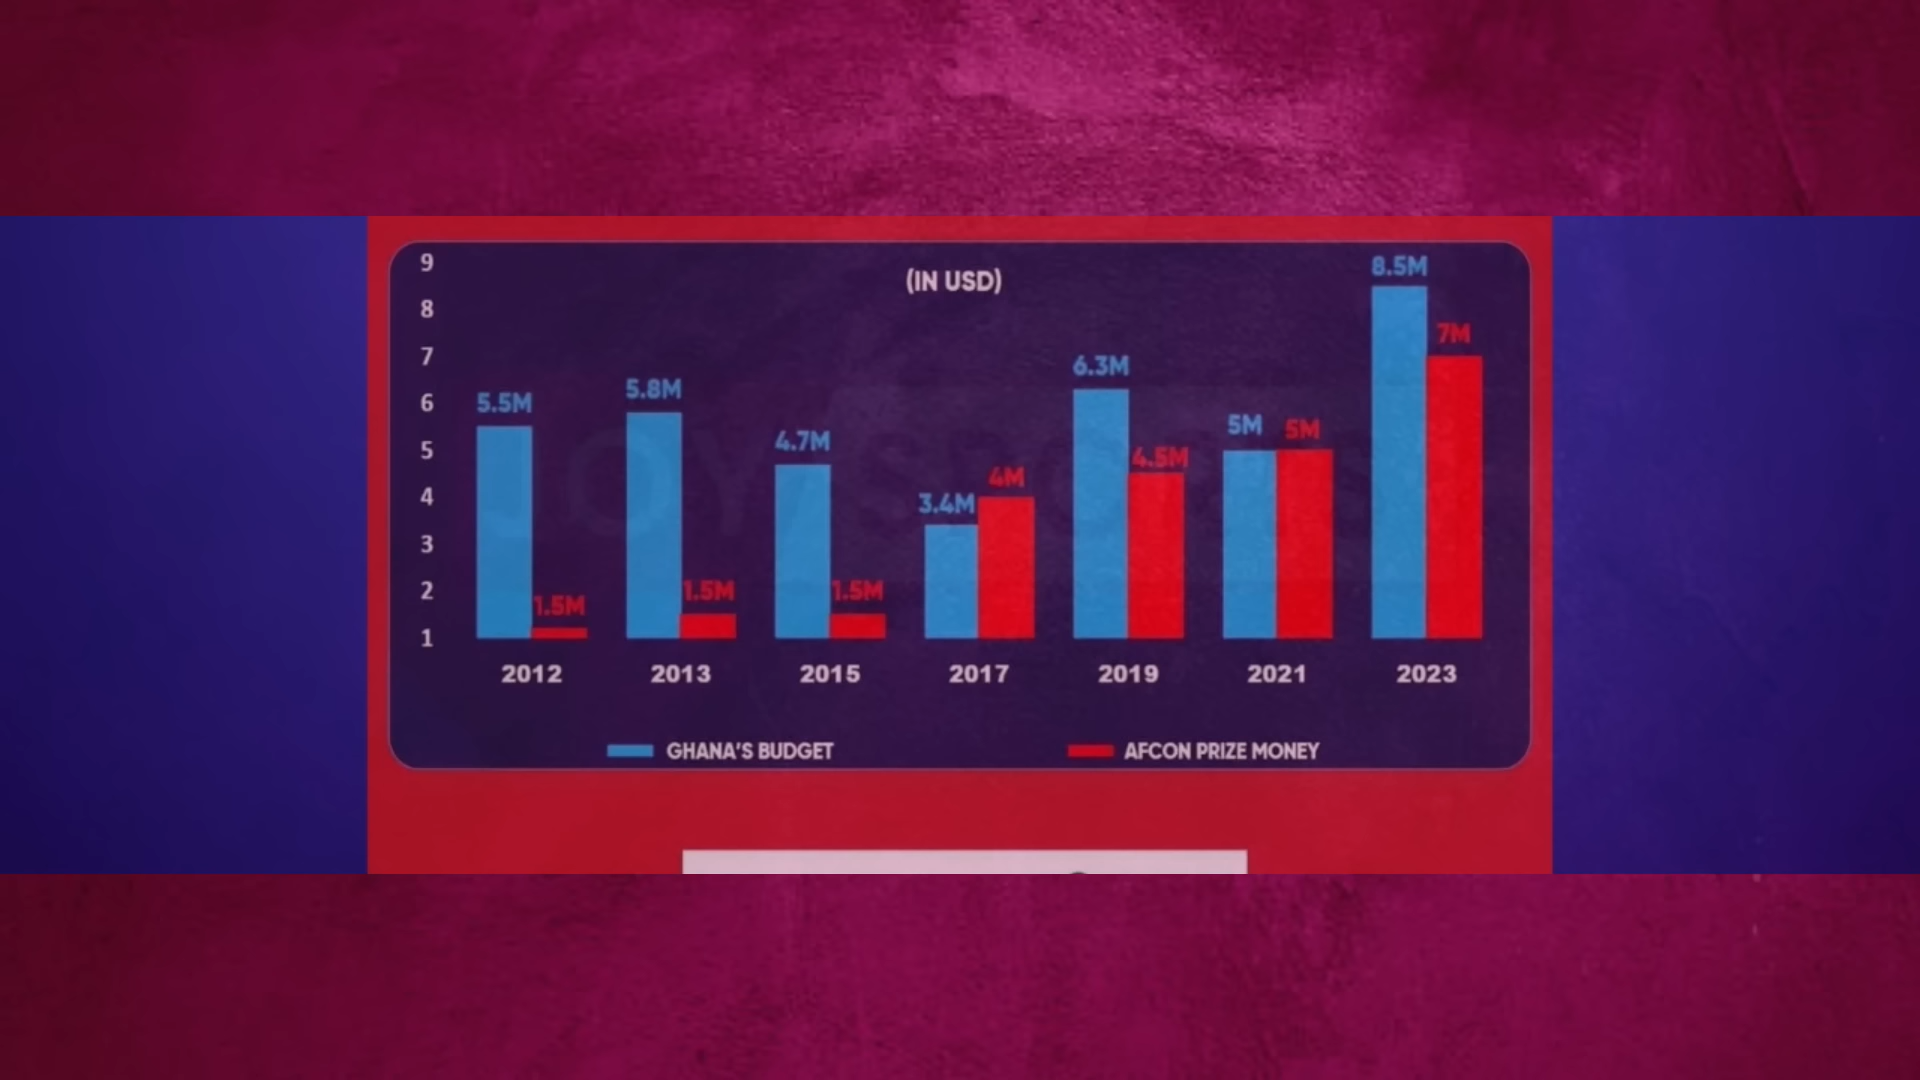 9
(IN USD)
8.5M
8
7M
7
6.3M
6
5.5M
5.8M
5
4.7M
5M
5M
4.5M
4
3.4M
4M
3
2
1.5M
1.5M
1.5M
1
2012
2013
2015
2017
2019
2021
2023
GHANA'S BUDGET
AFCON PRIZE MONEY